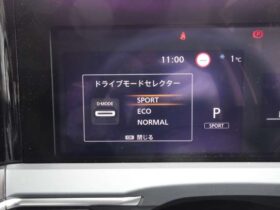 11:00
1℃
ドライブモードセレクター
D-MODE
SPORT
ECO
NORMAL
閉じる
P
SPORT